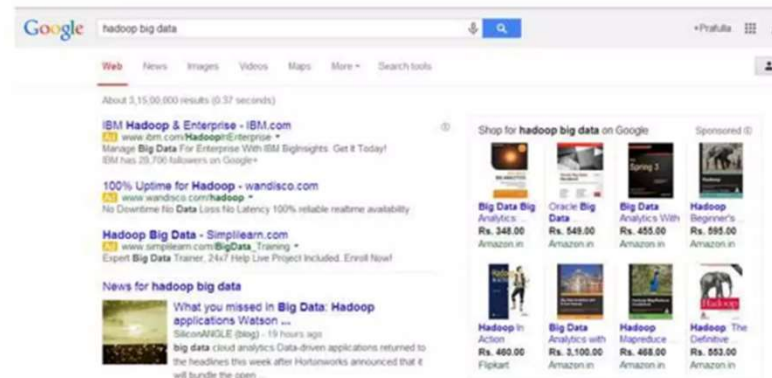 Google hadoop big data +Prafulla
Web News Images Videos Maps More Search tools
About 3,15,00,000 results (0.37 seconds)
IBM Hadoop & Enterprise - IBM.com
Ad www.ibm.com/HadoopInEnterprise
Manage Big Data For Enterprise With IBM BigInsights. Get It Today!
IBM has 29,706 followers on Google+
100% Uptime for Hadoop - wandisco.com
Ad www.wandisco.com/hadoop
No Downtime No Data Loss No Latency 100% reliable realtime availability
Hadoop Big Data - Simplilearn.com
Ad www.simplilearn.com/BigData_Training
Expert Big Data Trainer, 24x7 Help Live Project Included. Enroll Now!
News for hadoop big data
What you missed in Big Data: Hadoop
applications Watson ...
SiliconANGLE (blog) - 19 hours ago
big data cloud analytics Data-driven applications returned to
the headlines this week after Hortonworks announced that it
will bundle the open ...
Shop for hadoop big data on Google Sponsored
Spring 3
Big Data Big Oracle Big Big Data Hadoop
Analytics ... Data ... Analytics With Beginner's ...
Rs. 348.00 Rs. 549.00 Rs. 455.00 Rs. 595.00
Amazon.in Amazon.in Amazon.in Amazon.in
Hadoop
Hadoop In Big Data Hadoop Hadoop: The
Action Analytics with Mapreduce ... Definitive ...
Rs. 460.00 Rs. 3,100.00 Rs. 468.00 Rs. 553.00
Flipkart Amazon.in Amazon.in Amazon.in